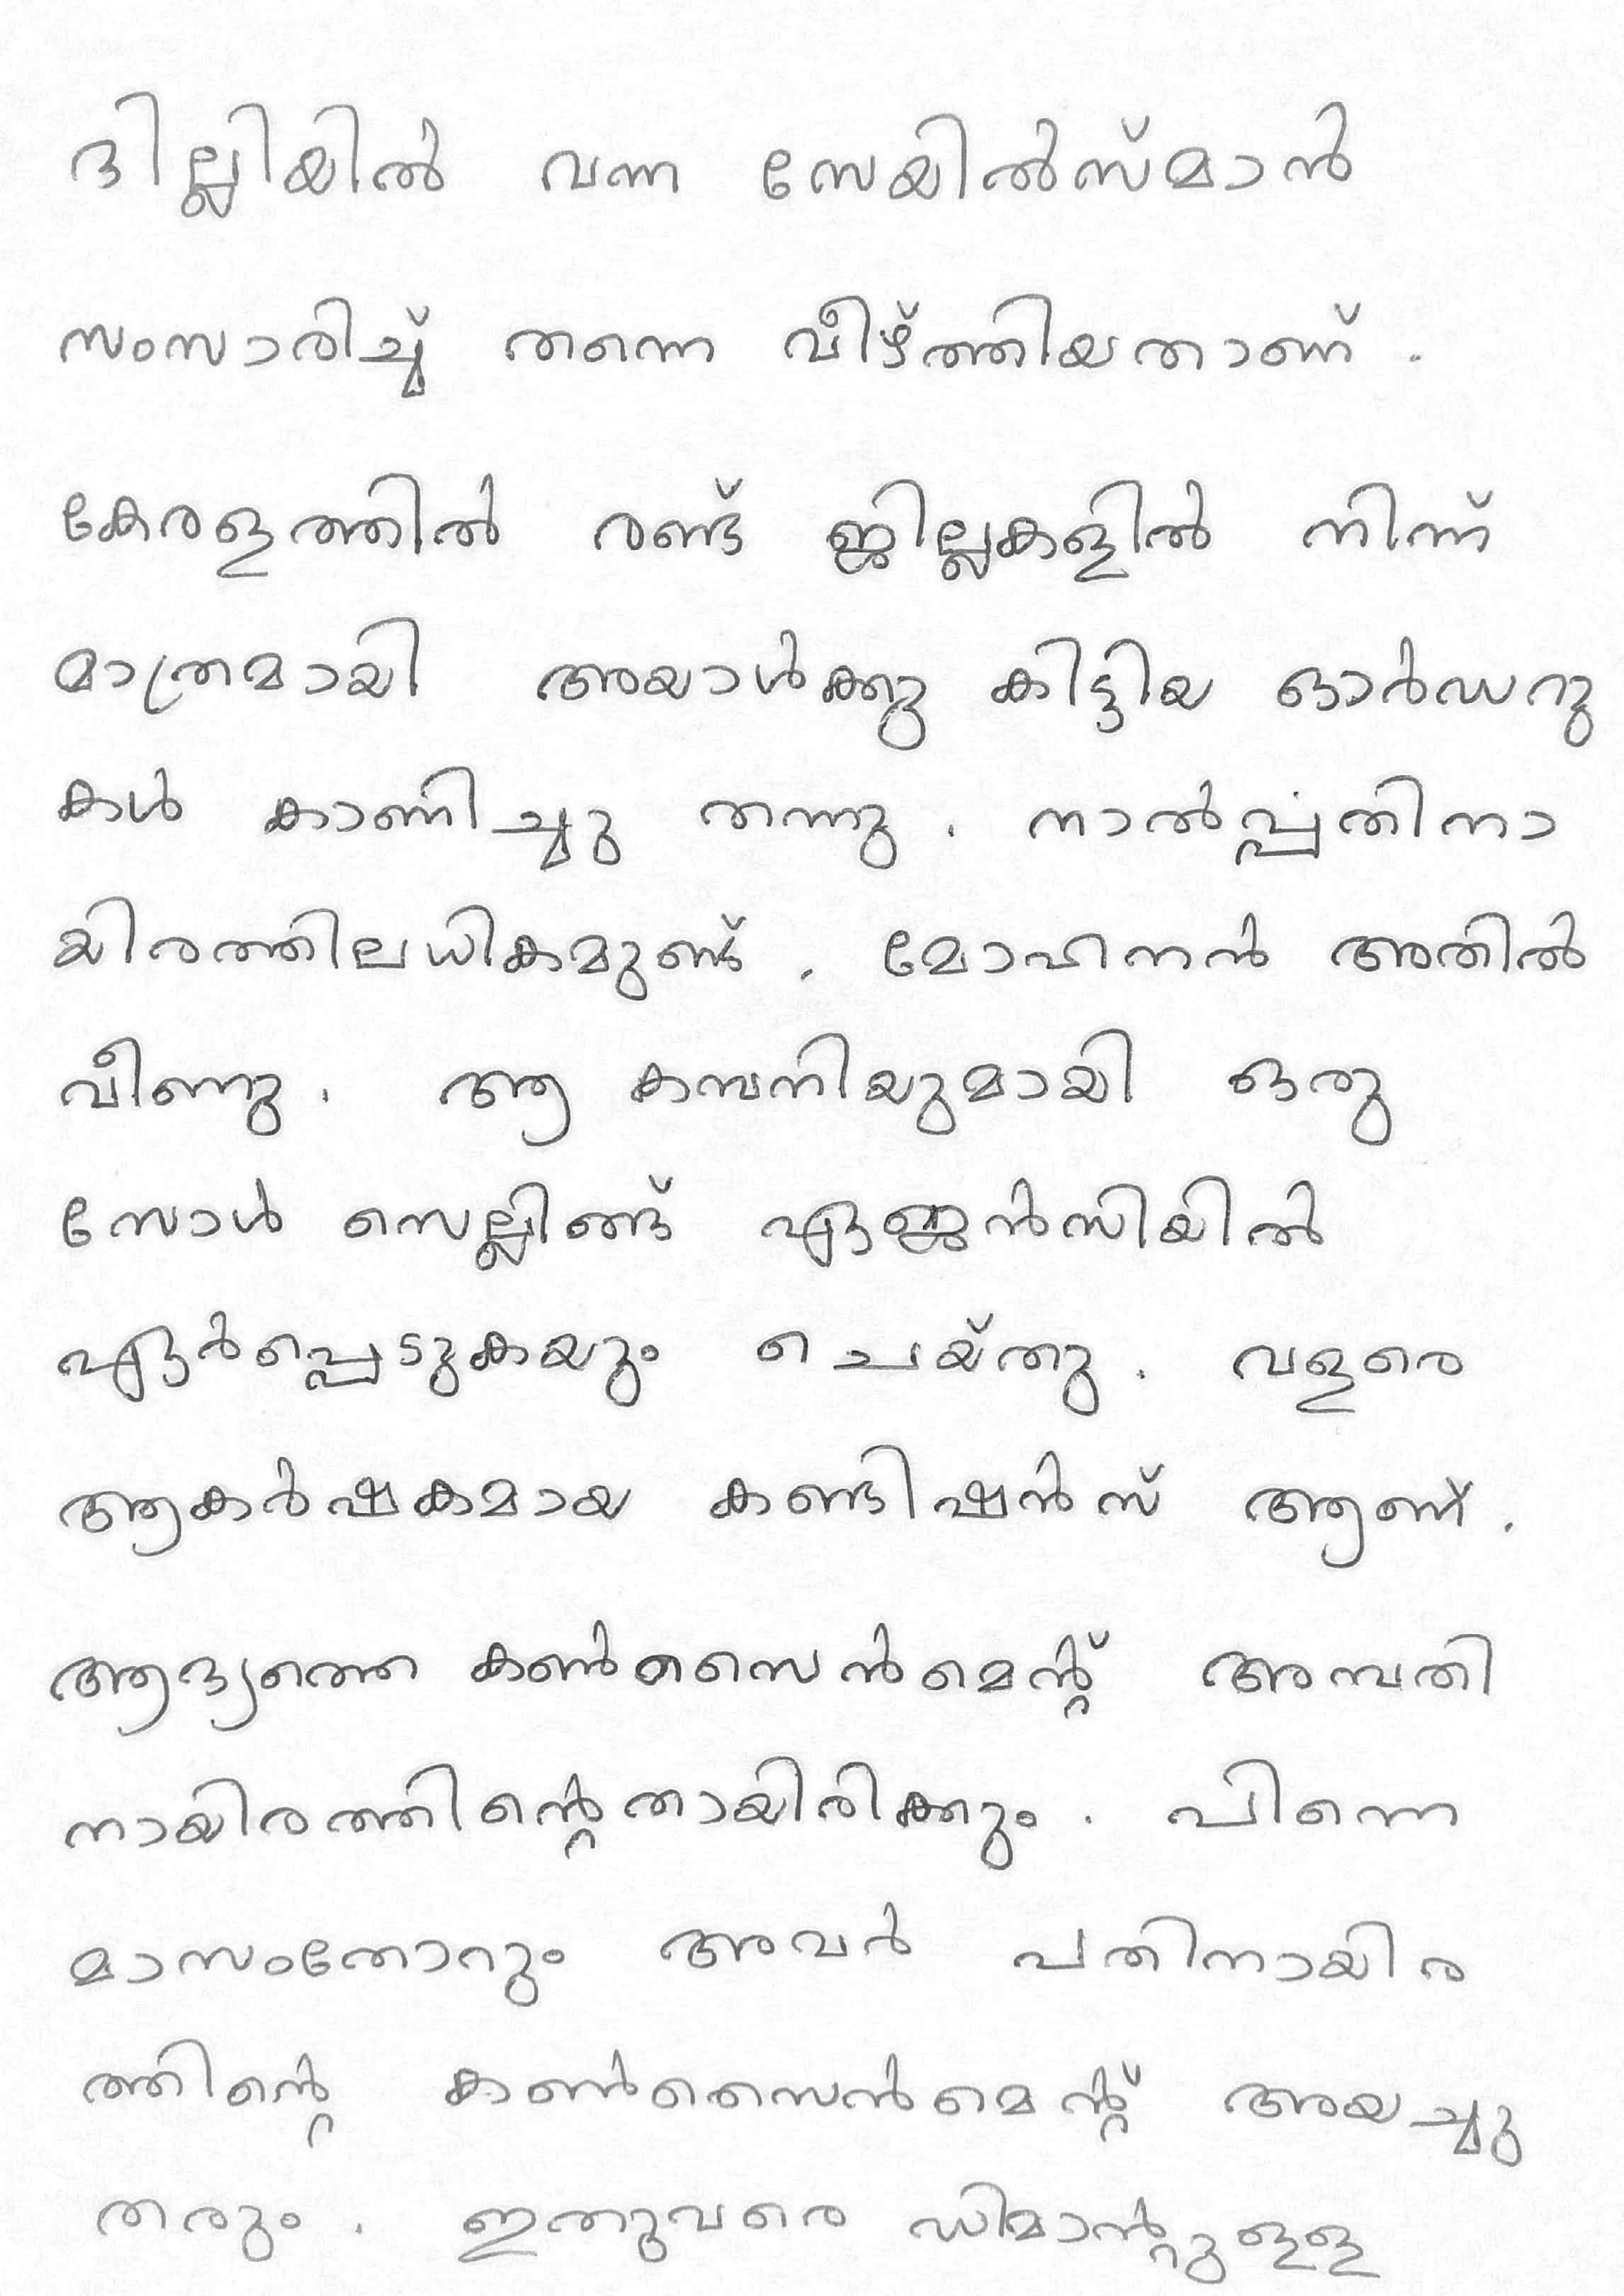 ദില്ലിയിൽ വന്ന സേയിൽസ്മാൻ
സംസാരിച്ച് തന്നെ വീഴ്ത്തിയതാണ് .
കേരളത്തിൽ രണ്ട് ജില്ലകളിൽ നിന്ന്
മാത്രമായി അയാൾക്കു കിട്ടിയ ഓർഡറു
കൾ കാണിച്ചു തന്നു . നാൽപ്പതിനാ
യിരത്തിലധികമുണ്ട് . മോഹനൻ അതിൽ
വീണു . ആ കമ്പനിയുമായി ഒരു
സോൾ സെല്ലിങ്ങ് ഏജൻസിയിൽ
ഏർപ്പെടുകയും ചെയ്തു . വളരെ
ആകർഷകമായ കണ്ടിഷൻസ് ആണ് .
ആദ്യത്തെ കൺസൈൻമെന്റ് അമ്പതി
നായിരത്തിന്റെതായിരിക്കും . പിന്നെ
മാസംതോറും അവർ പതിനായിര
ത്തിന്റെ കൺസൈൻമെന്റ് അയച്ചു
തരും . ഇതുവരെ ഡിമാന്റുള്ള